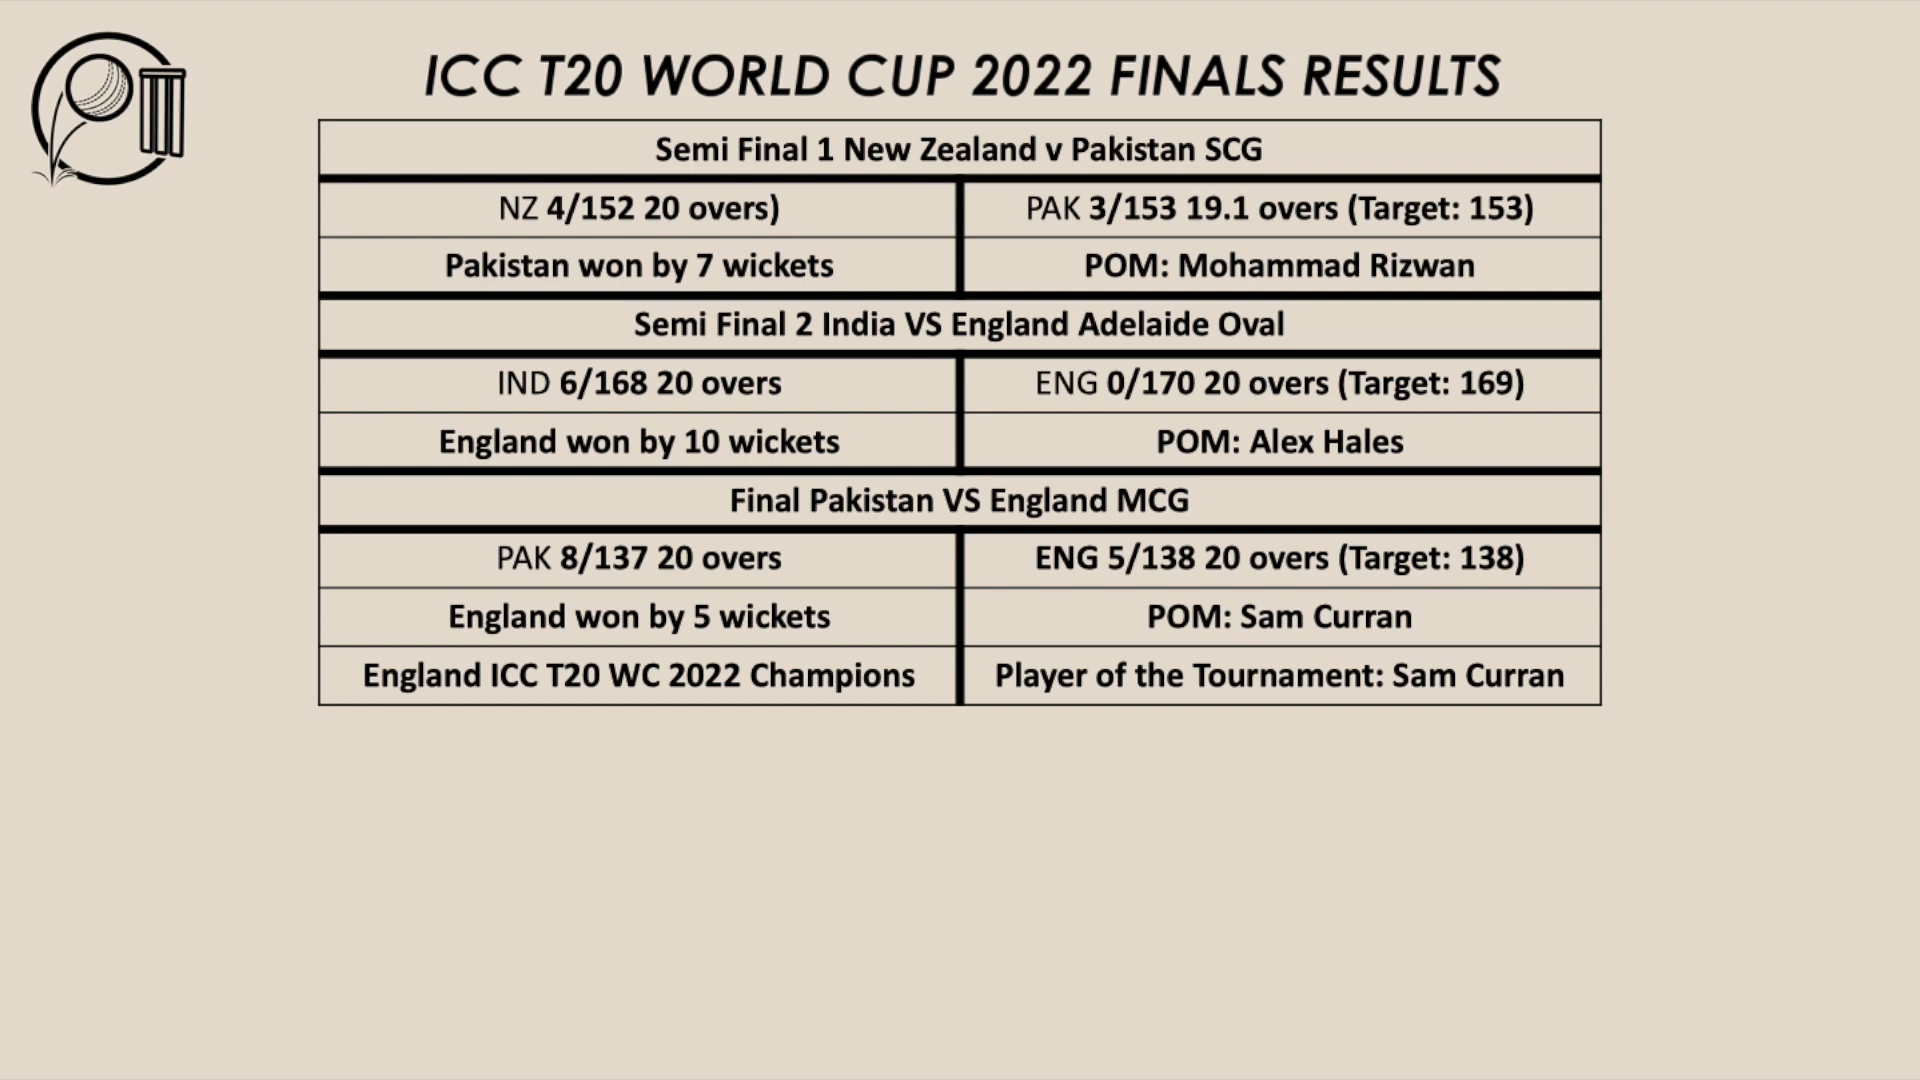 ICC T20 WORLD CUP 2022 FINALS RESULTS
Semi Final 1 New Zealand v Pakistan SCG
NZ 4/152 20 overs)
PAK 3/153 19.1 overs (Target: 153)
Pakistan won by 7 wickets
POM: Mohammad Rizwan
Semi Final 2 India VS England Adelaide Oval
IND 6/168 20 overs
ENG 0/170 20 overs (Target: 169)
England won by 10 wickets
POM: Alex Hales
Final Pakistan VS England MCG
PAK 8/137 20 overs
ENG 5/138 20 overs (Target: 138)
England won by 5 wickets
POM: Sam Curran
England ICC T20 WC 2022 Champions
Player of the Tournament: Sam Curran